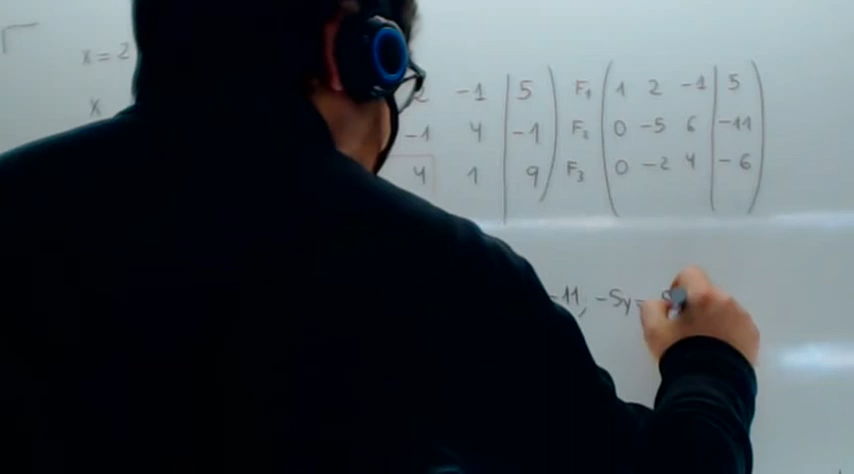 x = 2
x
2 -1 | 5 ) F₁ ( 1 2 -1 | 5 )
-1 4 | -1 ) F₂ ( 0 -5 6 | -11 )
4 1 | 9 ) F₃ ( 0 -2 4 | -6 )
-11, -5y =